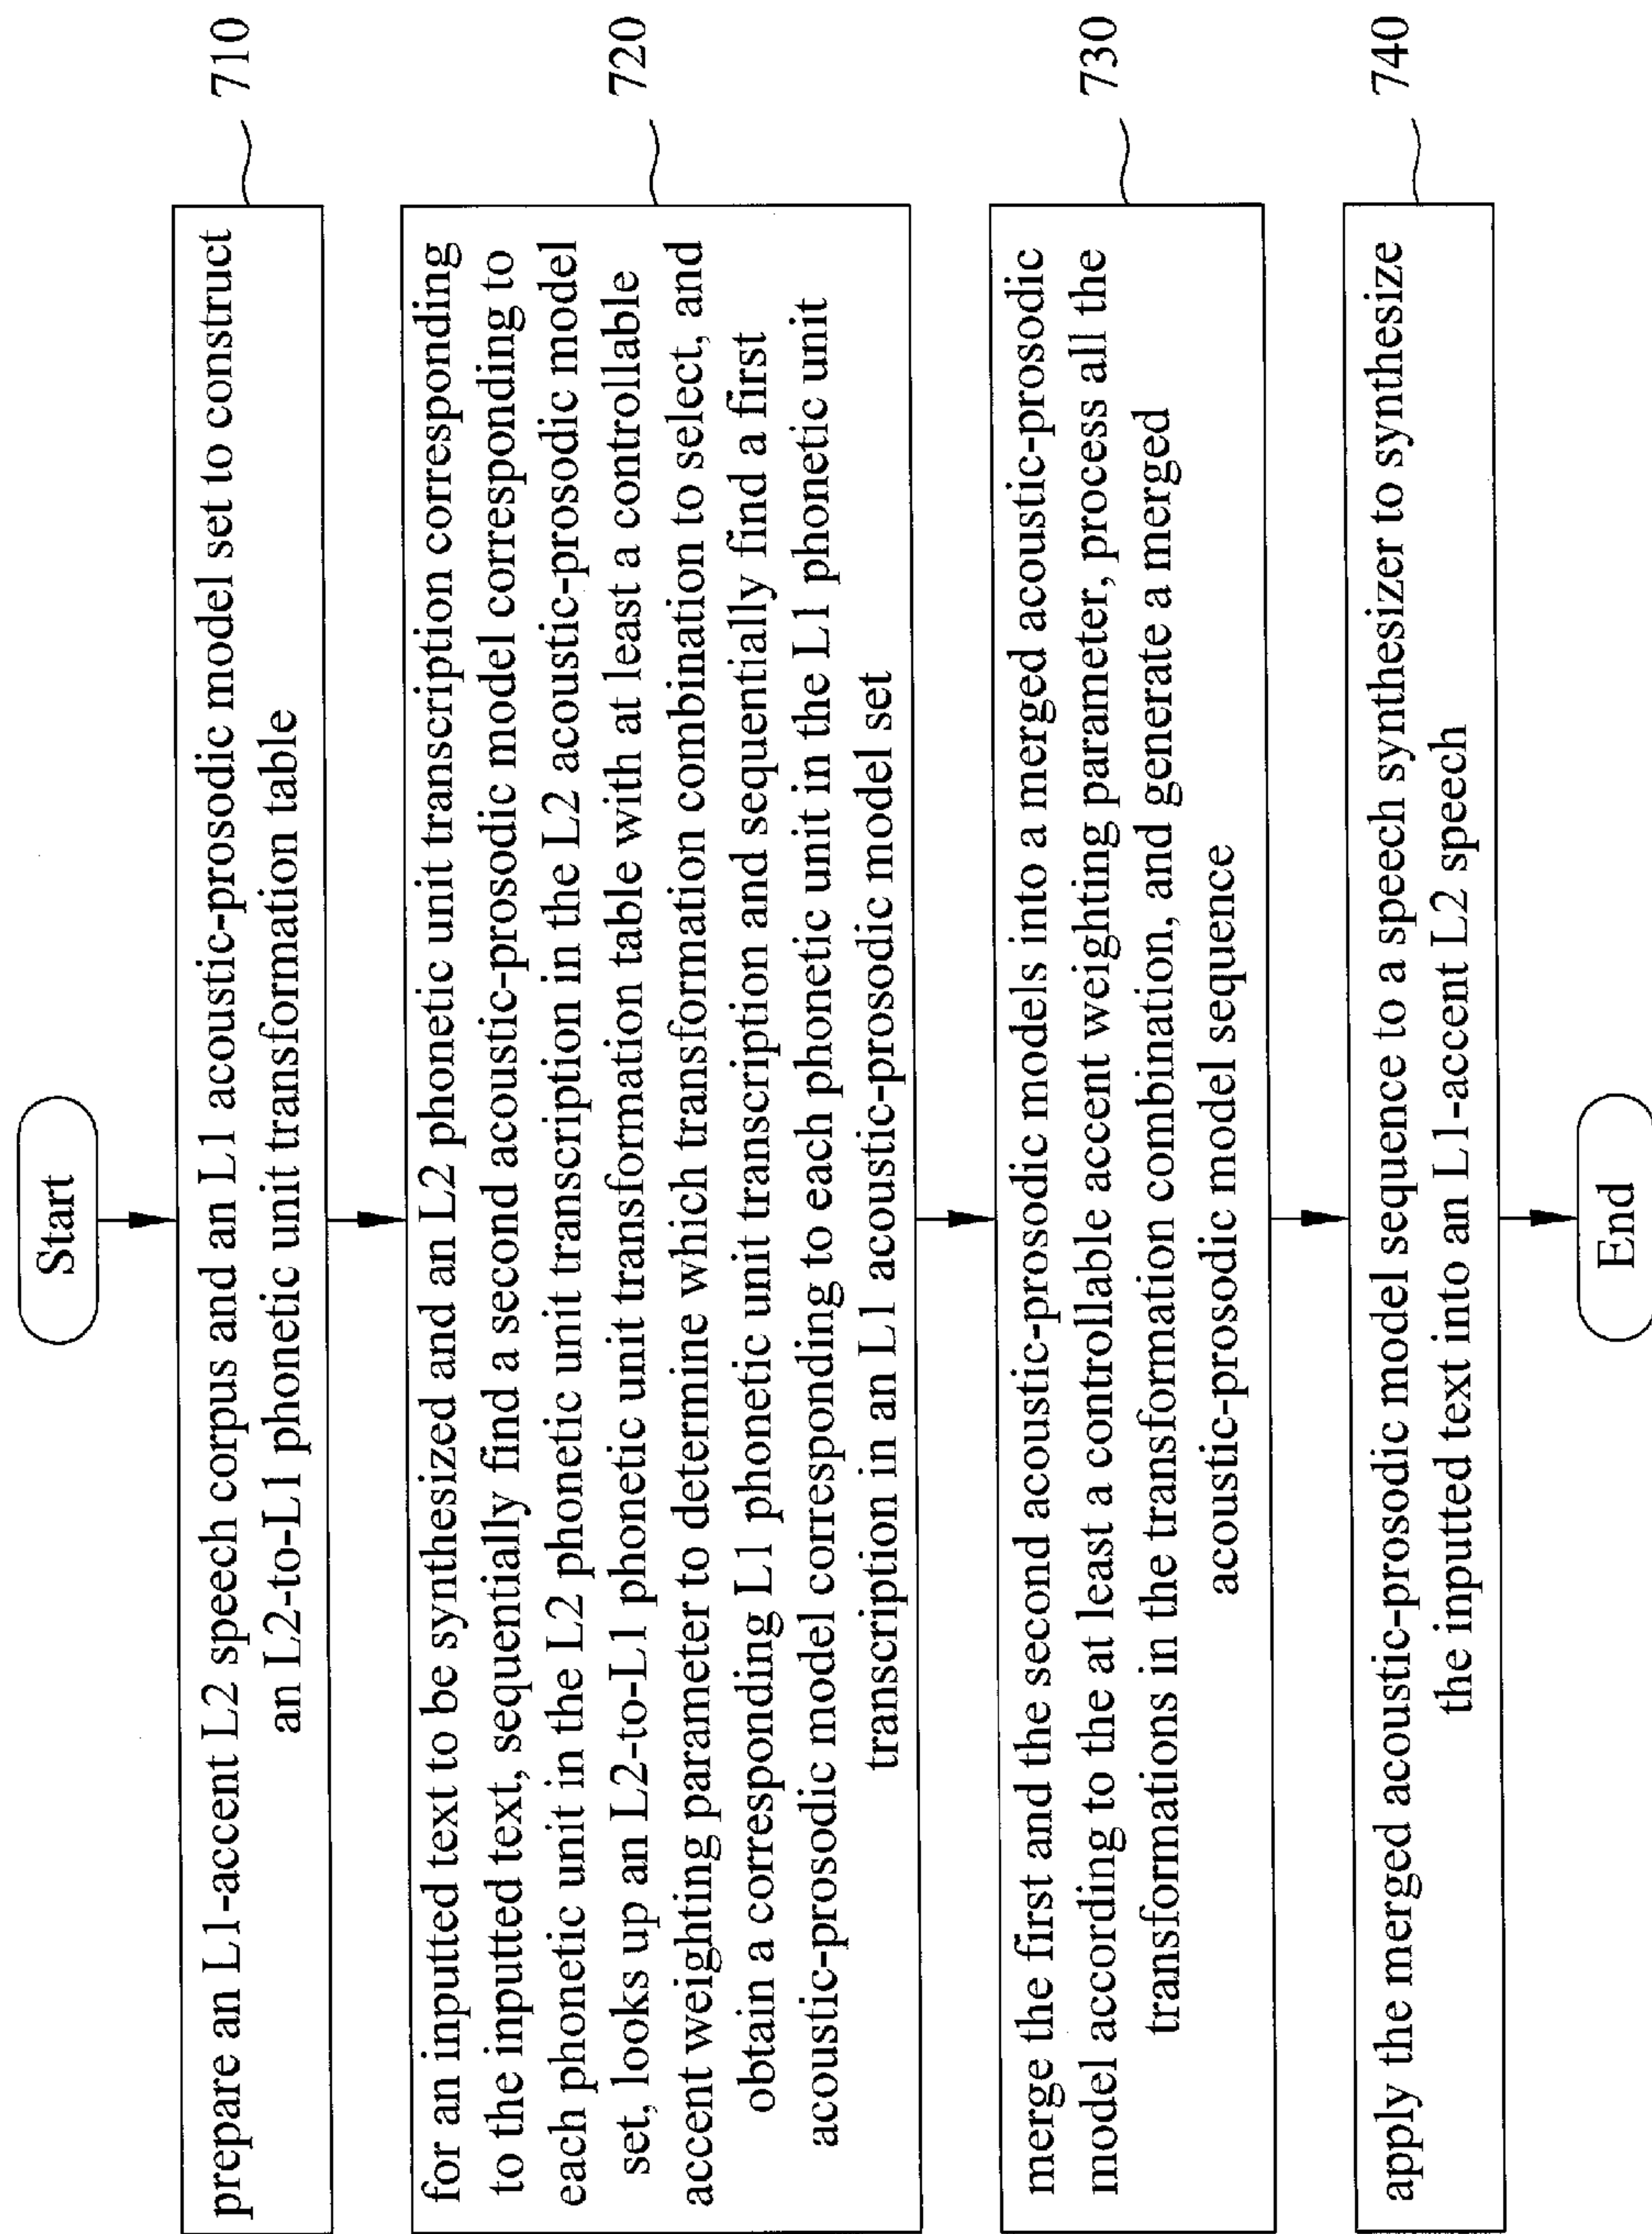 Start
prepare an L1-accent L2 speech corpus and an L1 acoustic-prosodic model set to construct
an L2-to-L1 phonetic unit transformation table
710
for an inputted text to be synthesized and an L2 phonetic unit transcription corresponding
to the inputted text, sequentially find a second acoustic-prosodic model corresponding to
each phonetic unit in the L2 phonetic unit transcription in the L2 acoustic-prosodic model
set, looks up an L2-to-L1 phonetic unit transformation table with at least a controllable
accent weighting parameter to determine which transformation combination to select, and
obtain a corresponding L1 phonetic unit transcription and sequentially find a first
acoustic-prosodic model corresponding to each phonetic unit in the L1 phonetic unit
transcription in an L1 acoustic-prosodic model set
720
merge the first and the second acoustic-prosodic models into a merged acoustic-prosodic
model according to the at least a controllable accent weighting parameter, process all the
transformations in the transformation combination, and generate a merged
acoustic-prosodic model sequence
730
apply the merged acoustic-prosodic model sequence to a speech synthesizer to synthesize
the inputted text into an L1-accent L2 speech
740
End